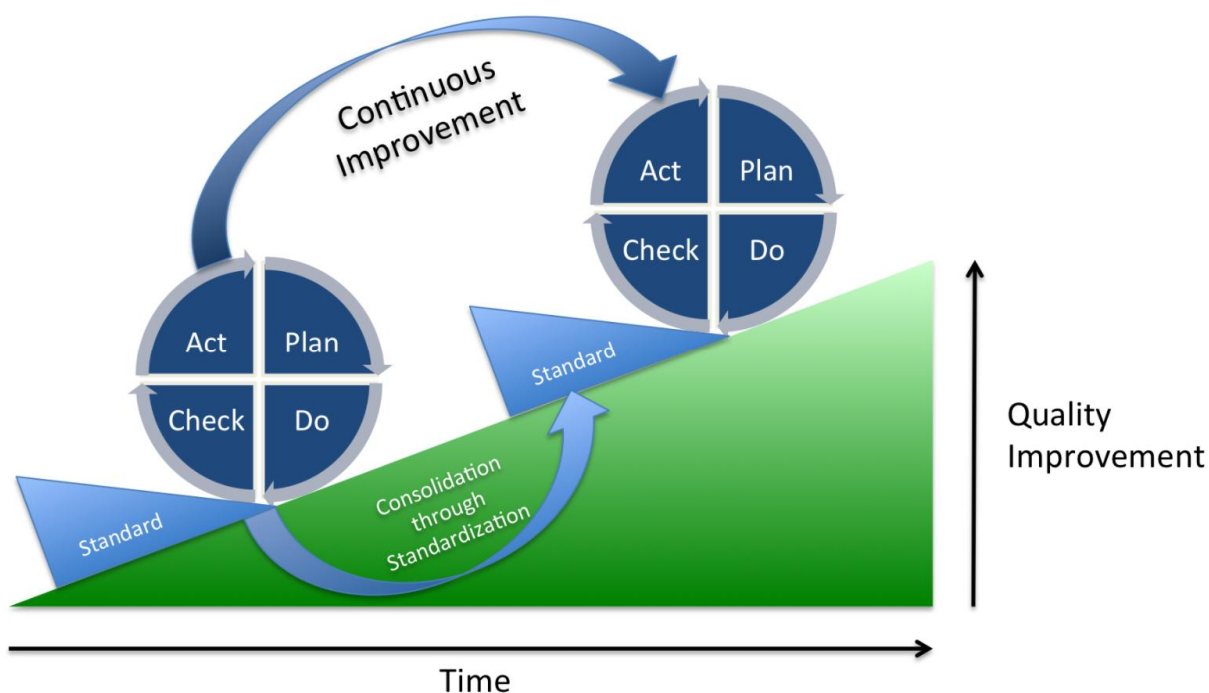 Continuous
Improvement
Act
Plan
Check
Do
Act
Plan
Check
Do
Standard
Standard
Consolidation
through
Standardization
Quality
Improvement
Time